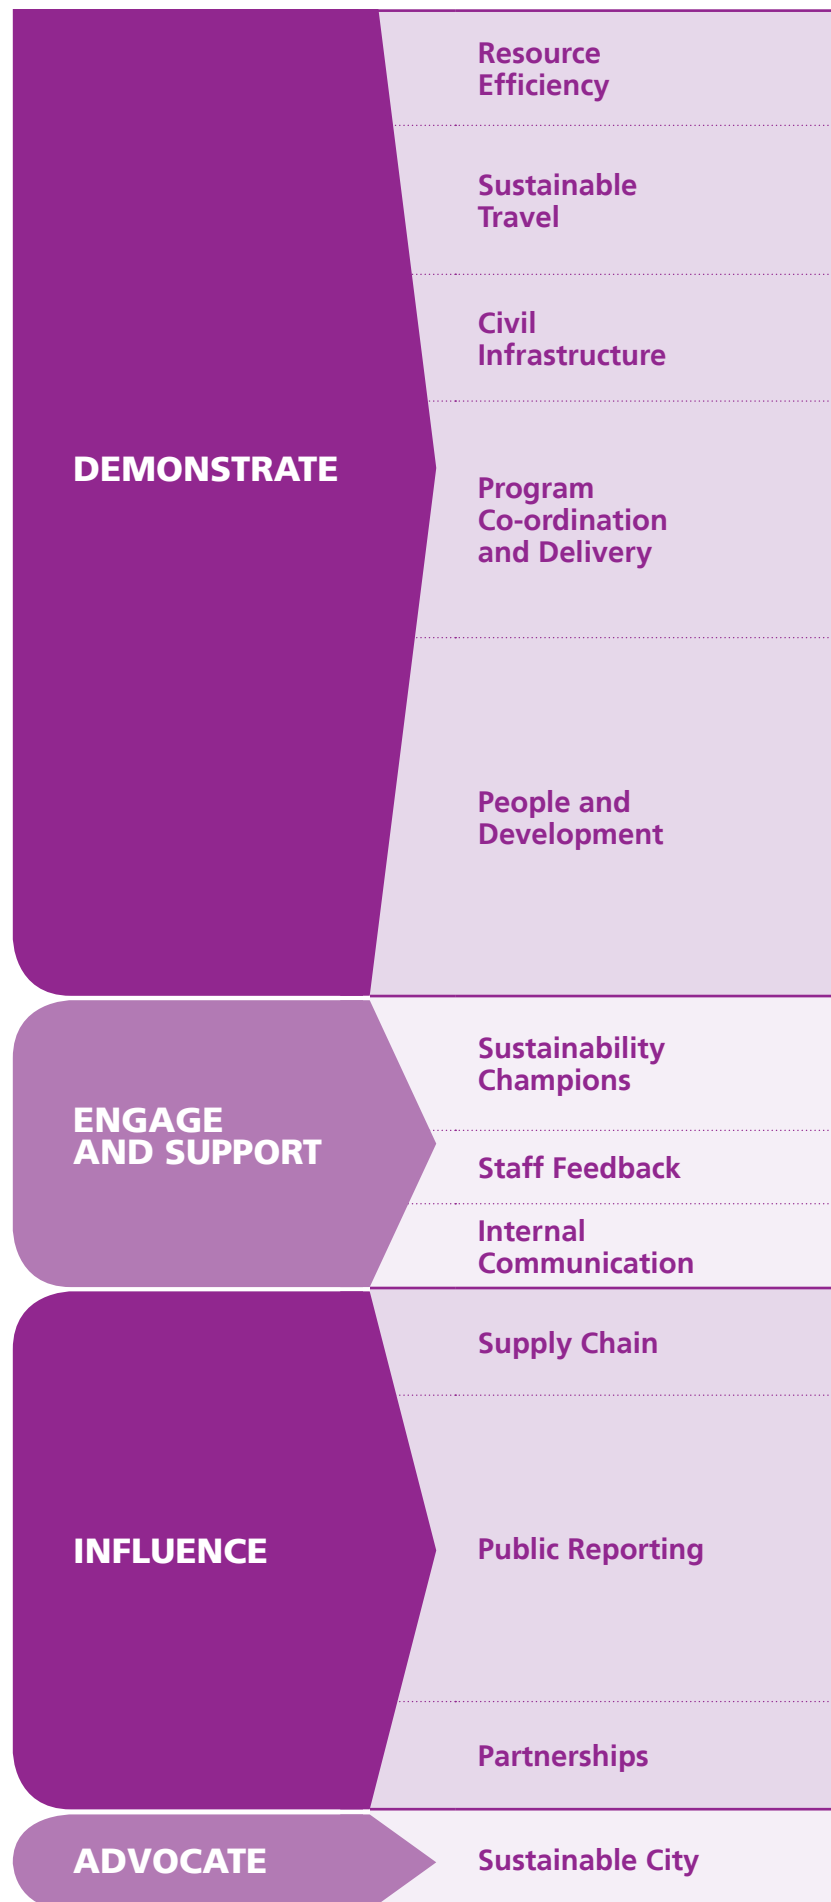 DEMONSTRATE
Resource
Efficiency
Sustainable
Travel
Civil
Infrastructure
Program
Co-ordination
and Delivery
People and
Development
ENGAGE
AND SUPPORT
Sustainability
Champions
Staff Feedback
Internal
Communication
INFLUENCE
Supply Chain
Public Reporting
Partnerships
ADVOCATE
Sustainable City